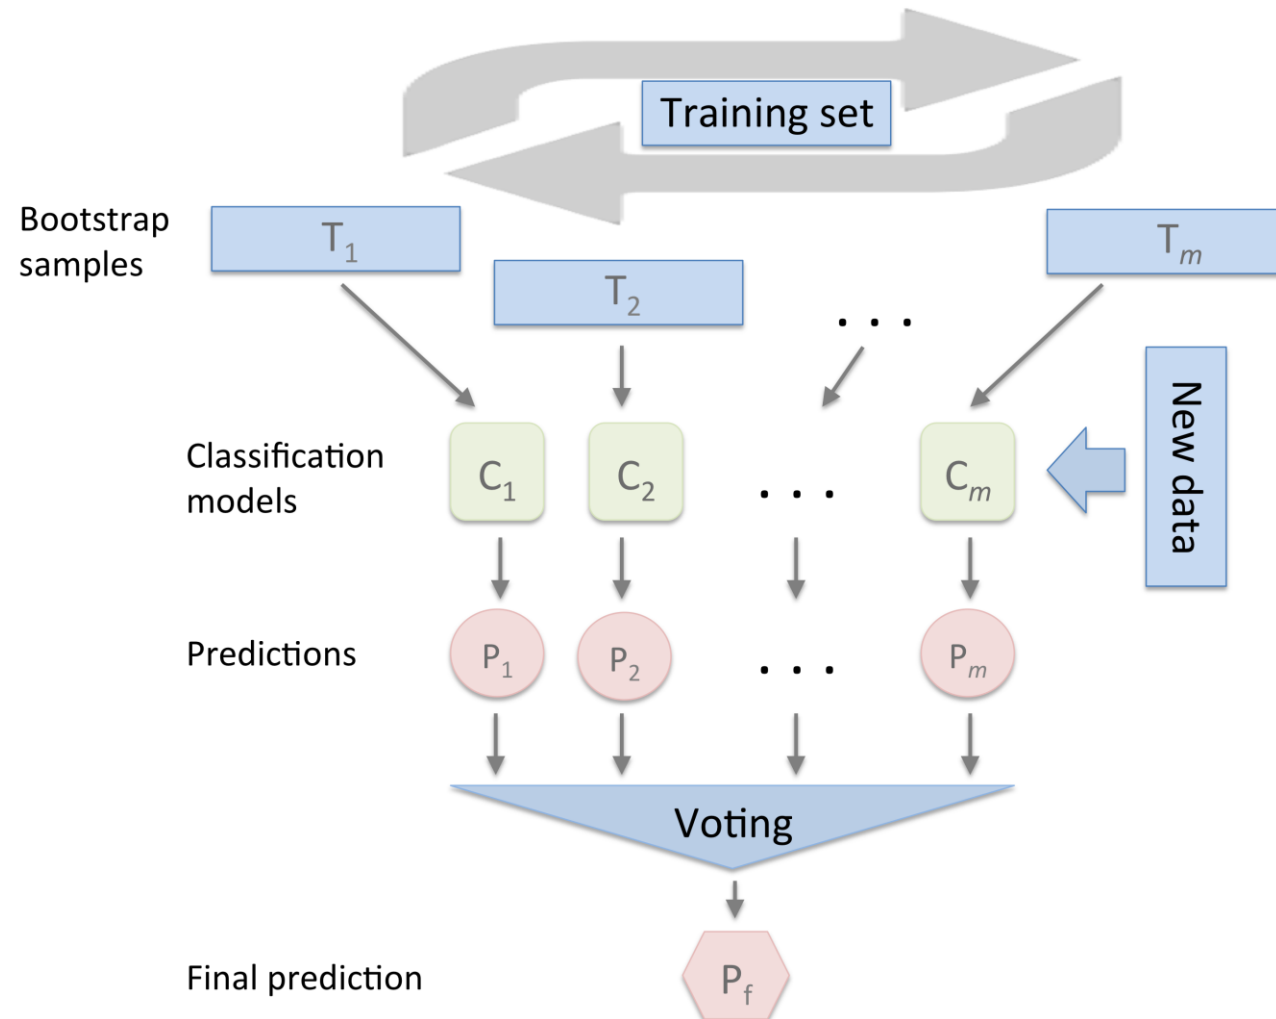 Training set
Bootstrap
samples
T1
T2
. . .
Tm
New data
Classification
models
C1
C2
. . .
Cm
Predictions
P1
P2
. . .
Pm
Voting
Final prediction
Pf